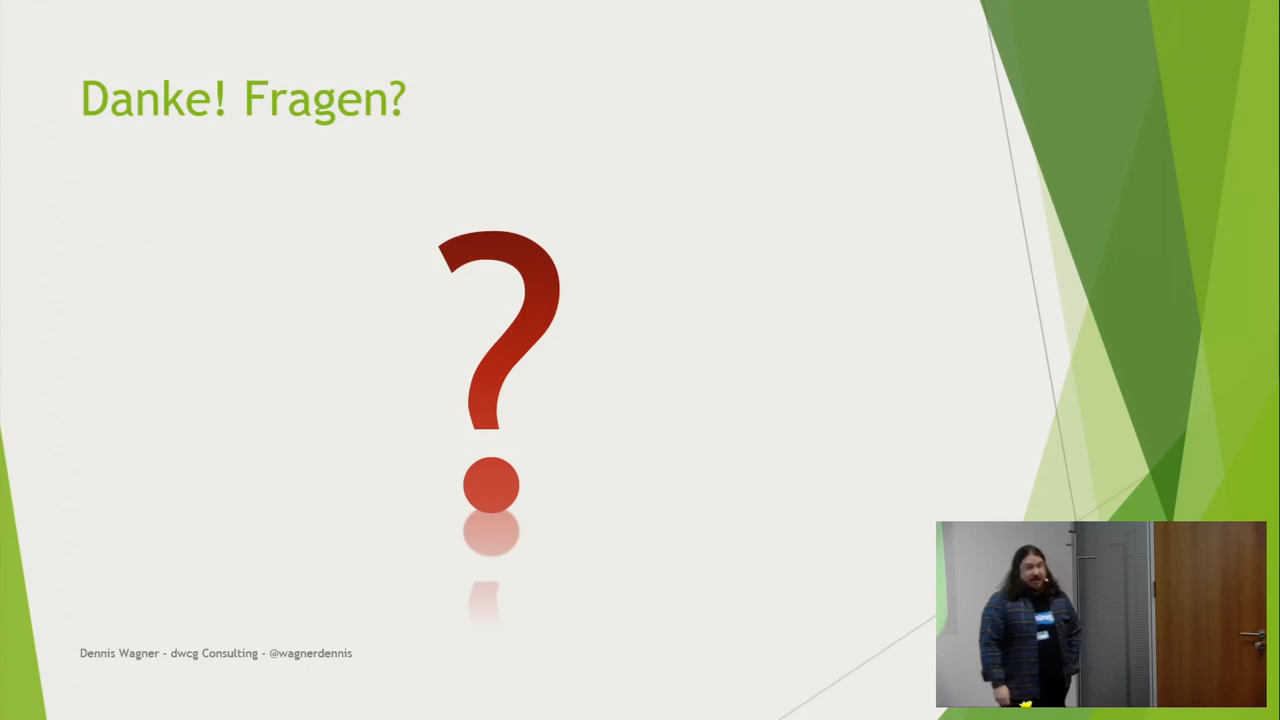 Danke! Fragen?
?
Dennis Wagner - dwcg Consulting - @wagnerdennis